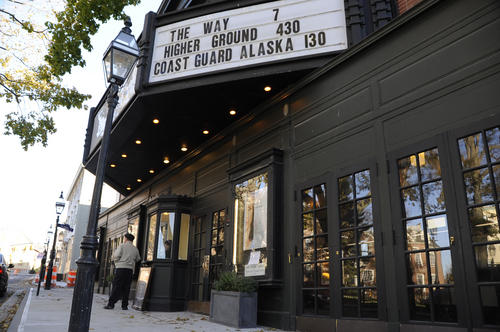 THE WAY 7
HIGHER GROUND 430
COAST GUARD ALASKA 130